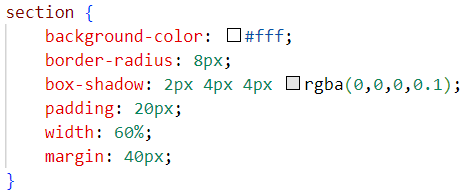 section {
background-color: #fff;
border-radius: 8px;
box-shadow: 2px 4px 4px rgba(0,0,0,0.1);
padding: 20px;
width: 60%;
margin: 40px;
}